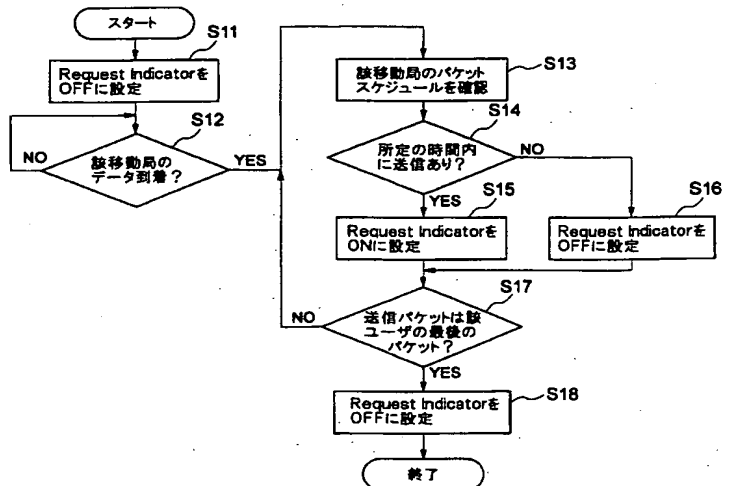 スタート
S11
Request Indicatorを
OFFに設定
S12
該移動局の
データ到着？
NO
YES
S13
該移動局のパケット
スケジュールを確認
S14
所定の時間内
に送信あり？
NO
YES
S15
Request Indicatorを
ONに設定
S16
Request Indicatorを
OFFに設定
S17
送信パケットは該
ユーザの最後の
パケット？
NO
YES
S18
Request Indicatorを
OFFに設定
終了